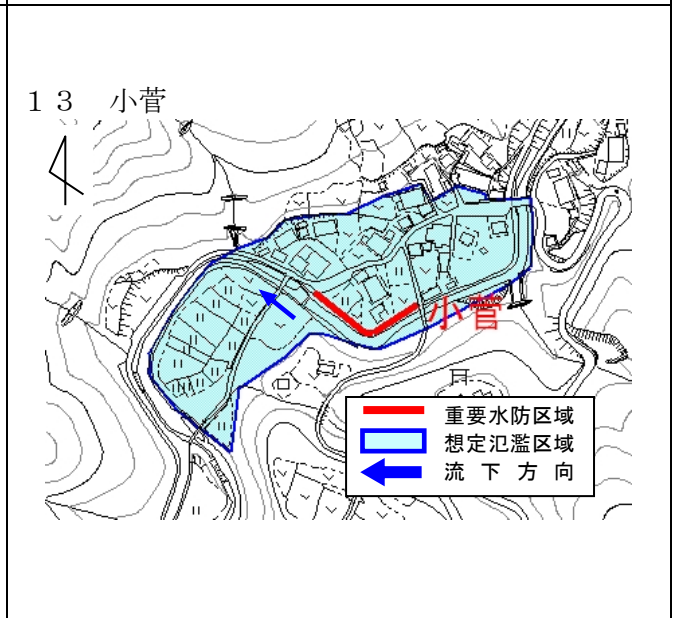 １３　小菅
小菅
重要水防区域
想定氾濫区域
流 下 方 向